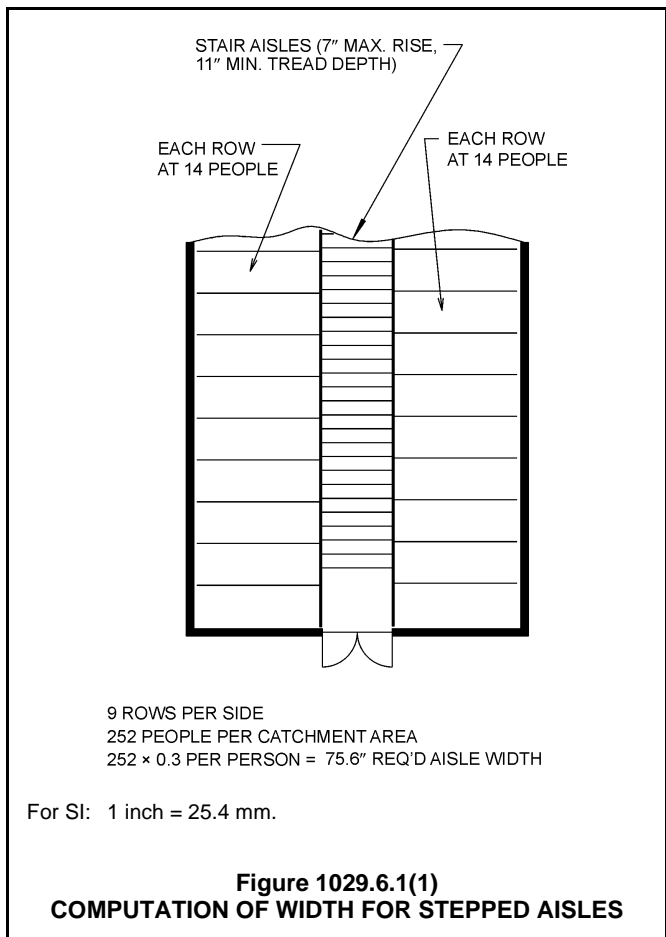 STAIR AISLES (7″ MAX. RISE,
11″ MIN. TREAD DEPTH)
EACH ROW
AT 14 PEOPLE
EACH ROW
AT 14 PEOPLE
9 ROWS PER SIDE
252 PEOPLE PER CATCHMENT AREA
252 × 0.3 PER PERSON = 75.6″ REQ'D AISLE WIDTH
For SI: 1 inch = 25.4 mm.
Figure 1029.6.1(1)
COMPUTATION OF WIDTH FOR STEPPED AISLES